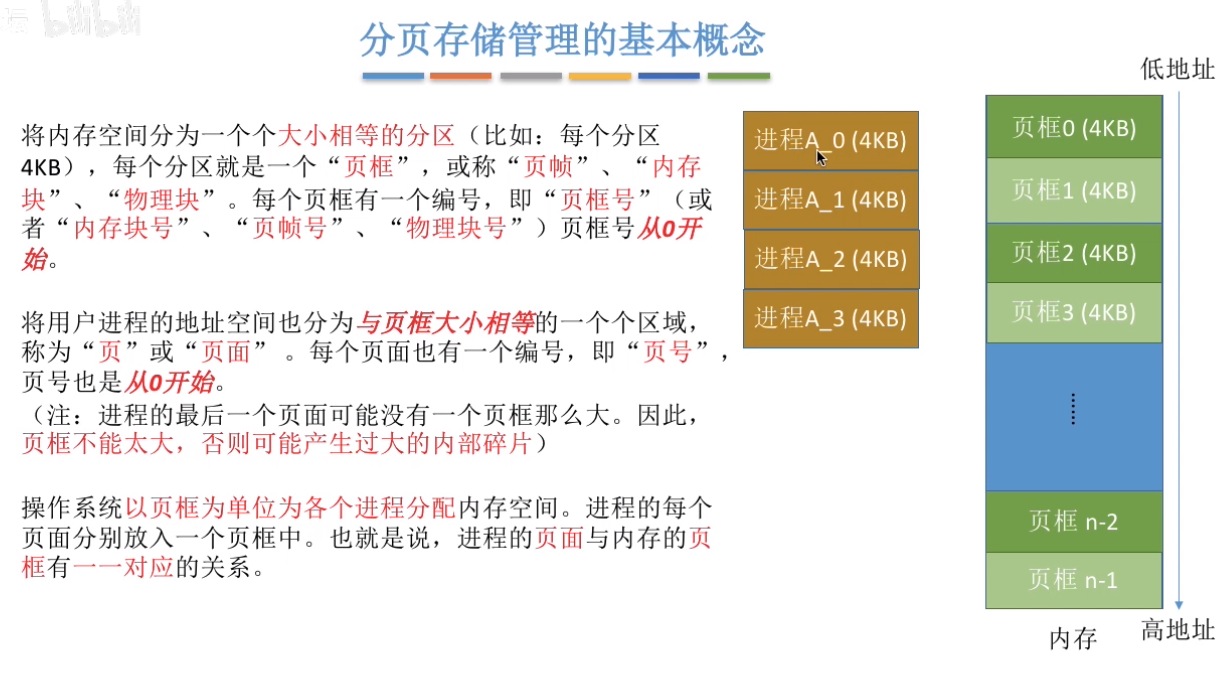 bilibili
分页存储管理的基本概念
将内存空间分为一个个大小相等的分区（比如：每个分区
4KB），每个分区就是一个“页框”，或称“页帧”、“内存
块”、“物理块”。每个页框有一个编号，即“页框号”（或
者“内存块号”、“页帧号”、“物理块号”）页框号从0开
始。
将用户进程的地址空间也分为与页框大小相等的一个个区域，
称为“页”或“页面” 。每个页面也有一个编号，即“页号”，
页号也是从0开始。
（注：进程的最后一个页面可能没有一个页框那么大。因此，
页框不能太大，否则可能产生过大的内部碎片）
操作系统以页框为单位为各个进程分配内存空间。进程的每个
页面分别放入一个页框中。也就是说，进程的页面与内存的页
框有一一对应的关系。
进程A_0 (4KB)
进程A_1 (4KB)
进程A_2 (4KB)
进程A_3 (4KB)
低地址
页框0 (4KB)
页框1 (4KB)
页框2 (4KB)
页框3 (4KB)
……
页框 n-2
页框 n-1
内存
高地址